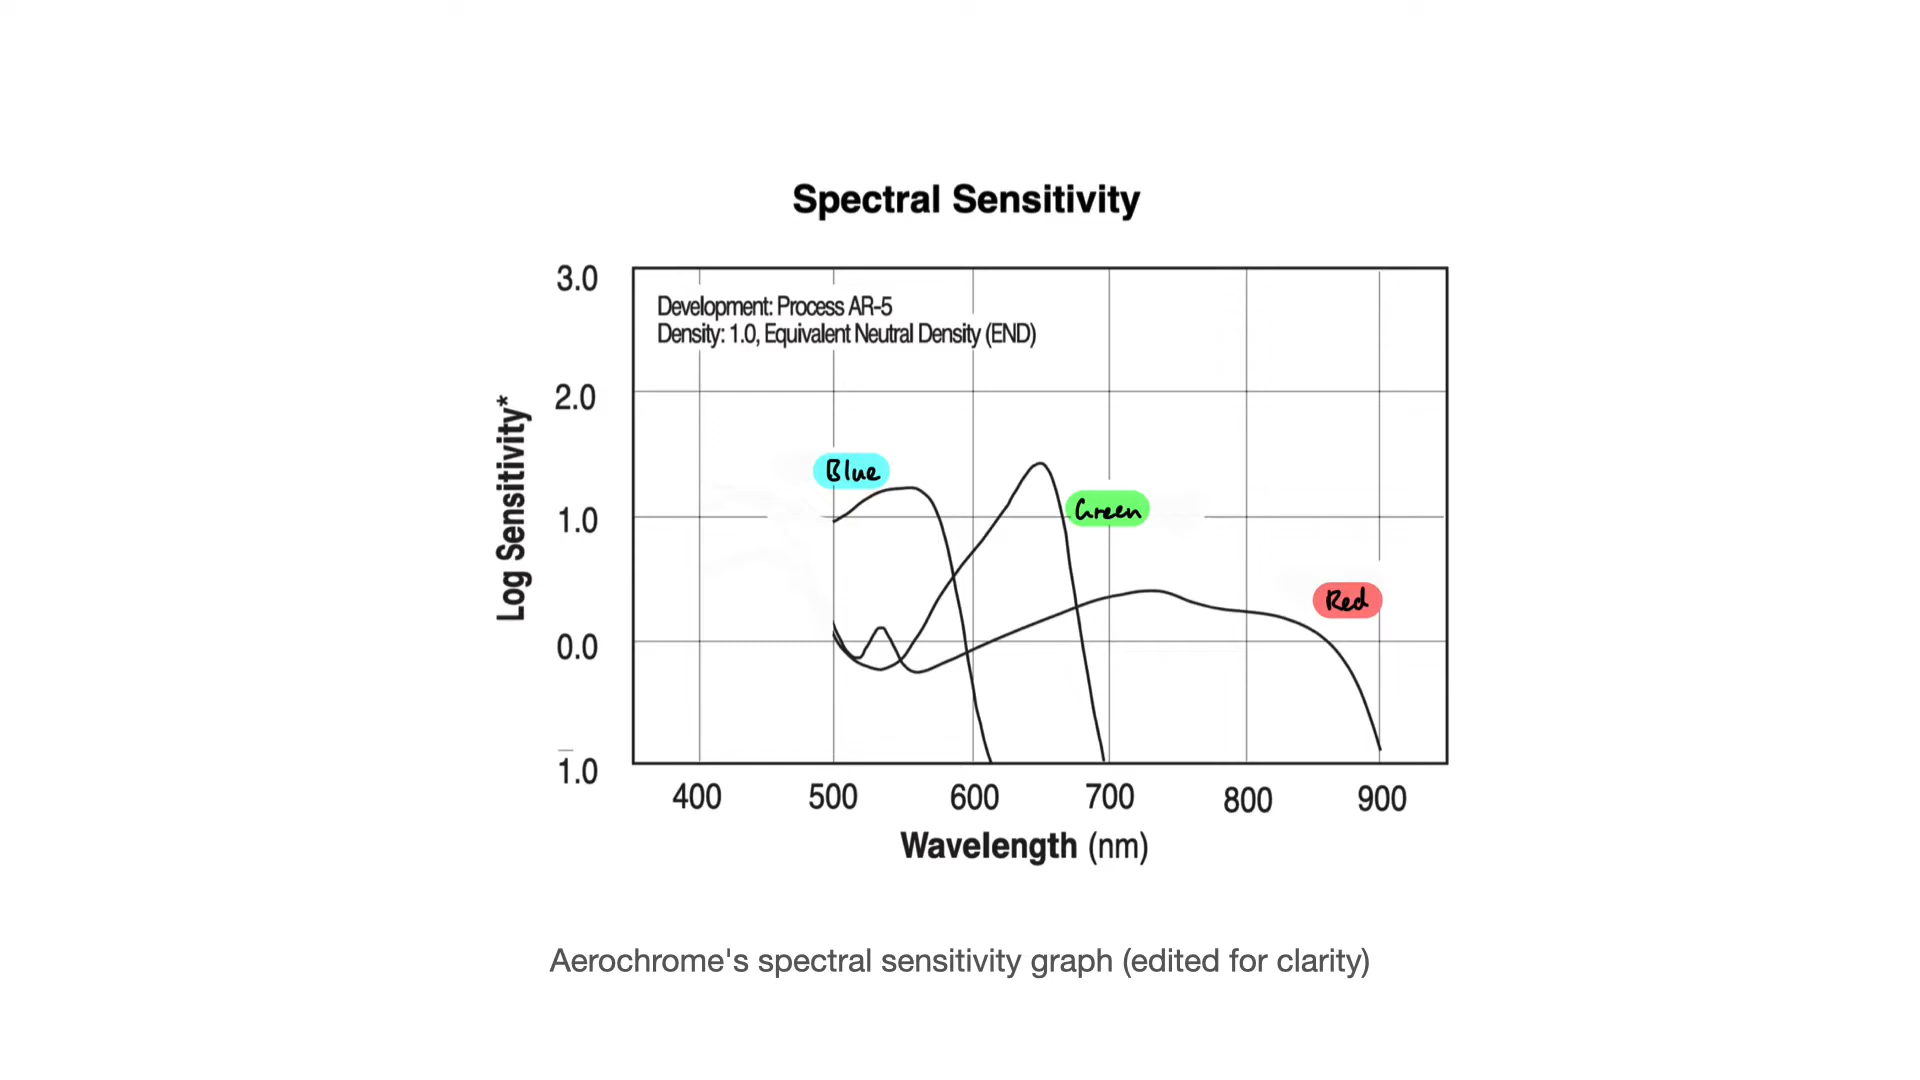 Spectral Sensitivity
3.0
Development: Process AR-5
Density: 1.0, Equivalent Neutral Density (END)
2.0
Log Sensitivity*
Blue
1.0
Green
Red
0.0
–
1.0
400 500 600 700 800 900
Wavelength (nm)
Aerochrome's spectral sensitivity graph (edited for clarity)